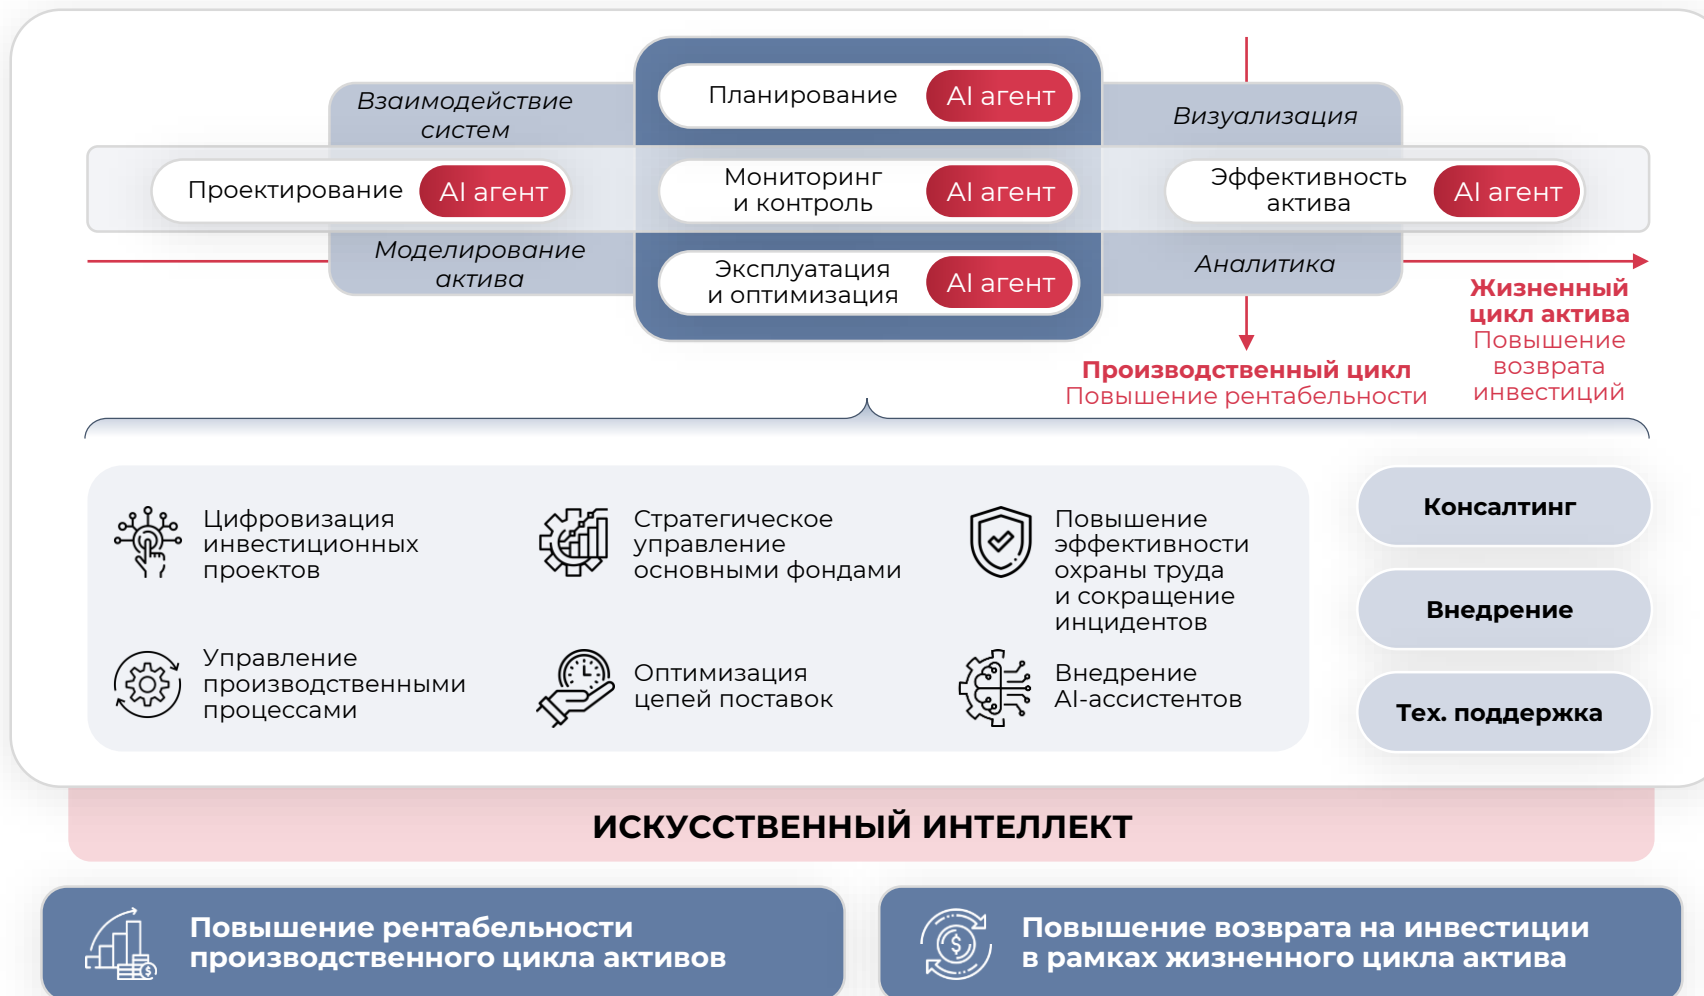 Взаимодействие
систем
Планирование
AI агент
Визуализация
Проектирование
AI агент
Мониторинг
и контроль
AI агент
Эффективность
актива
AI агент
Моделирование
актива
Эксплуатация
и оптимизация
AI агент
Аналитика
Жизненный
цикл актива
Повышение
возврата
инвестиций
Производственный цикл
Повышение рентабельности
Цифровизация
инвестиционных
проектов
Стратегическое
управление
основными фондами
Повышение
эффективности
охраны труда
и сокращение
инцидентов
Управление
производственными
процессами
Оптимизация
цепей поставок
Внедрение
AI-ассистентов
Консалтинг
Внедрение
Тех. поддержка
ИСКУССТВЕННЫЙ ИНТЕЛЛЕКТ
Повышение рентабельности
производственного цикла активов
Повышение возврата на инвестиции
в рамках жизненного цикла актива